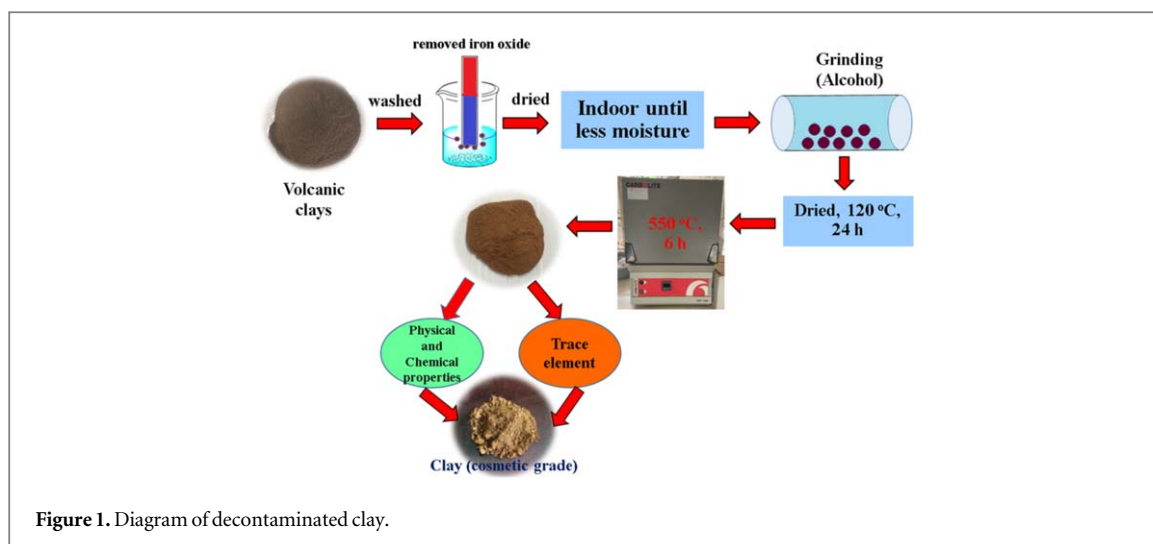 removed iron oxide
washed
dried
Indoor until
less moisture
Grinding
(Alcohol)
Volcanic
clays
CARBOLITE
550 °C,
6 h
Dried, 120 °C,
24 h
Physical
and
Chemical
properties
Trace
element
Clay (cosmetic grade)
Figure 1. Diagram of decontaminated clay.